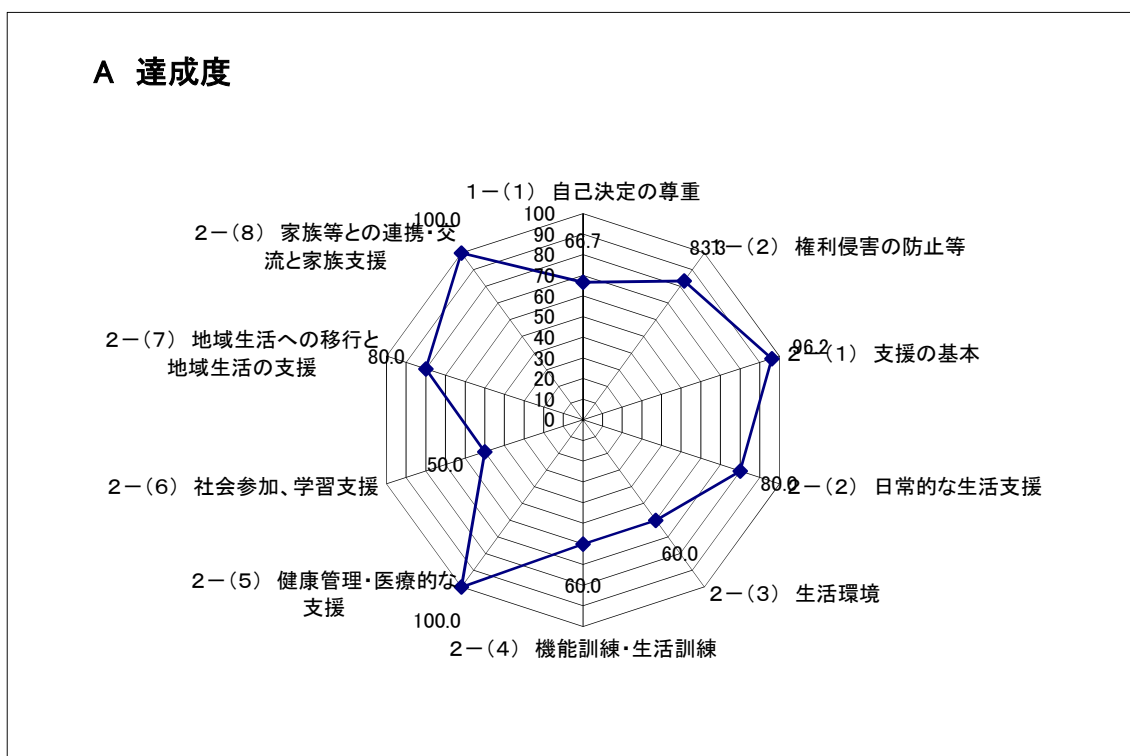 A 達成度
1－(1) 自己決定の尊重
66.7
1－(2) 権利侵害の防止等
83.3
2－(1) 支援の基本
96.2
2－(2) 日常的な生活支援
80.0
2－(3) 生活環境
60.0
2－(4) 機能訓練・生活訓練
60.0
2－(5) 健康管理・医療的な
支援
100.0
2－(6) 社会参加、学習支援
50.0
2－(7) 地域生活への移行と
地域生活の支援
80.0
2－(8) 家族等との連携・交
流と家族支援
100.0
100
90
80
70
60
50
40
30
20
10
0